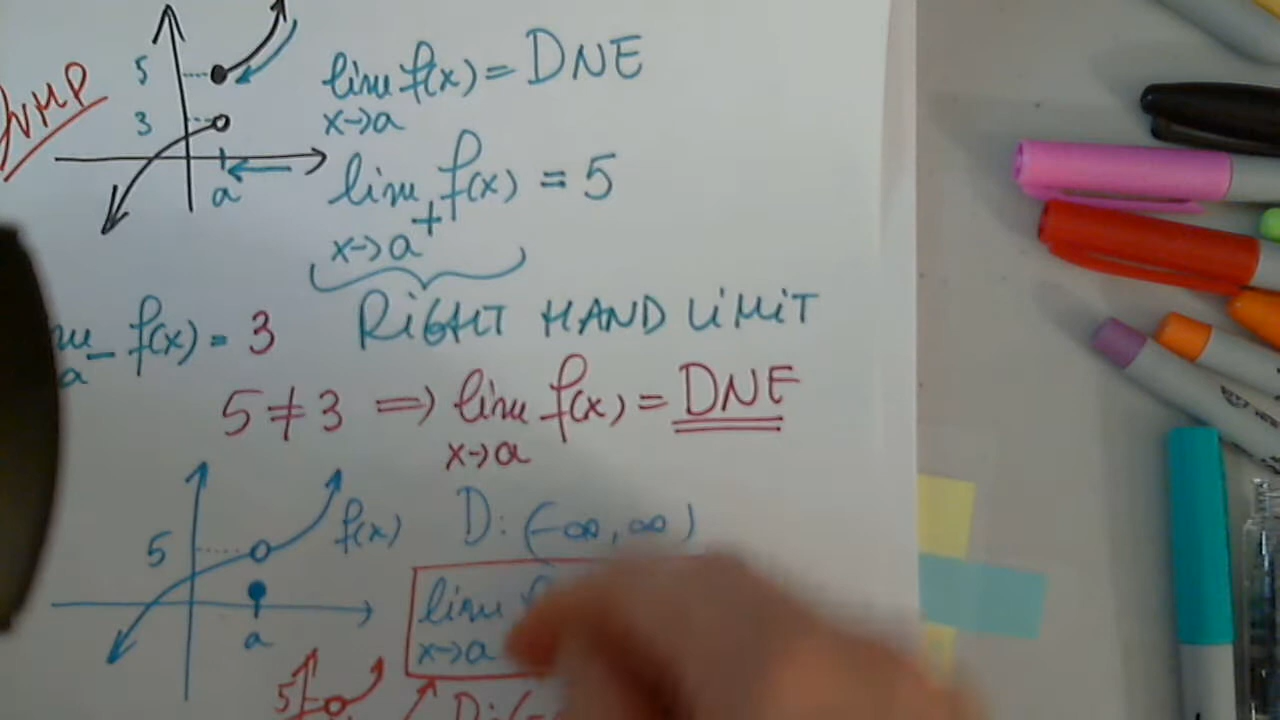 JUMP
5
3
a
lim f(x) = DNE
x→a
lim f(x) = 5
x→a⁺
RIGHT HAND LIMIT
a⁻ f(x) = 3
5 ≠ 3 ⇒ lim f(x) = DNE
x→a
5
a
f(x)
D: (-∞, ∞)
lim
x→a
5
D: (-